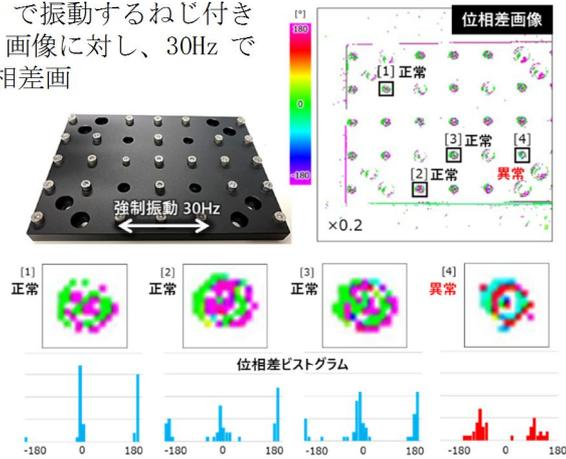 で振動するねじ付き
画像に対し、30Hz で
相差画
位相差画像
180
0
-180
[°]
[1] 正常
[3] 正常
[4]
[2] 正常
異常
×0.2
強制振動 30Hz
[1]
正常
[2]
正常
[3]
正常
[4]
異常
位相差ビストグラム
-180 0 180
-180 0 180
-180 0 180
-180 0 180